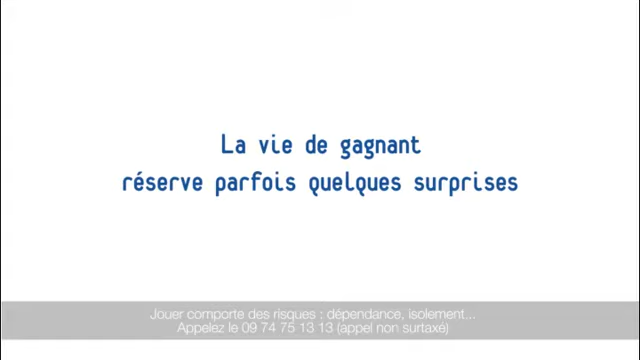 La vie de gagnant
réserve parfois quelques surprises
Jouer comporte des risques : dépendance, isolement...
Appelez le 09 74 75 13 13 (appel non surtaxé)